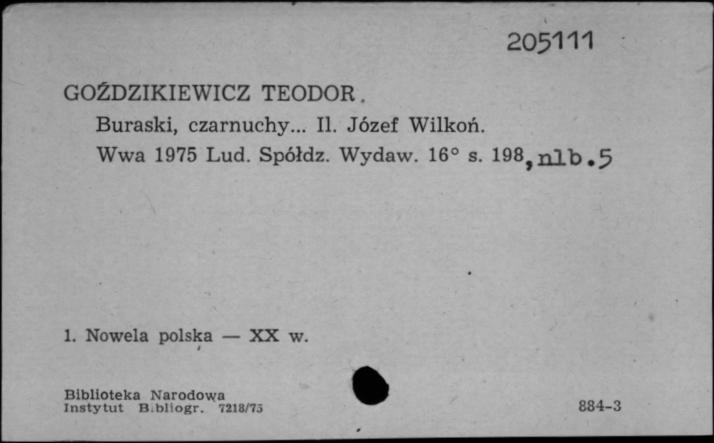 205111
GOŹDZIKIEWICZ TEODOR.
Buraski, czarnuchy... Il. Józef Wilkoń.
Wwa 1975 Lud. Spółdz. Wydaw. 16° s. 198, nlb. 5
1. Nowela polska — XX w.
Biblioteka Narodowa
Instytut Bibliogr. 7218/75
884-3